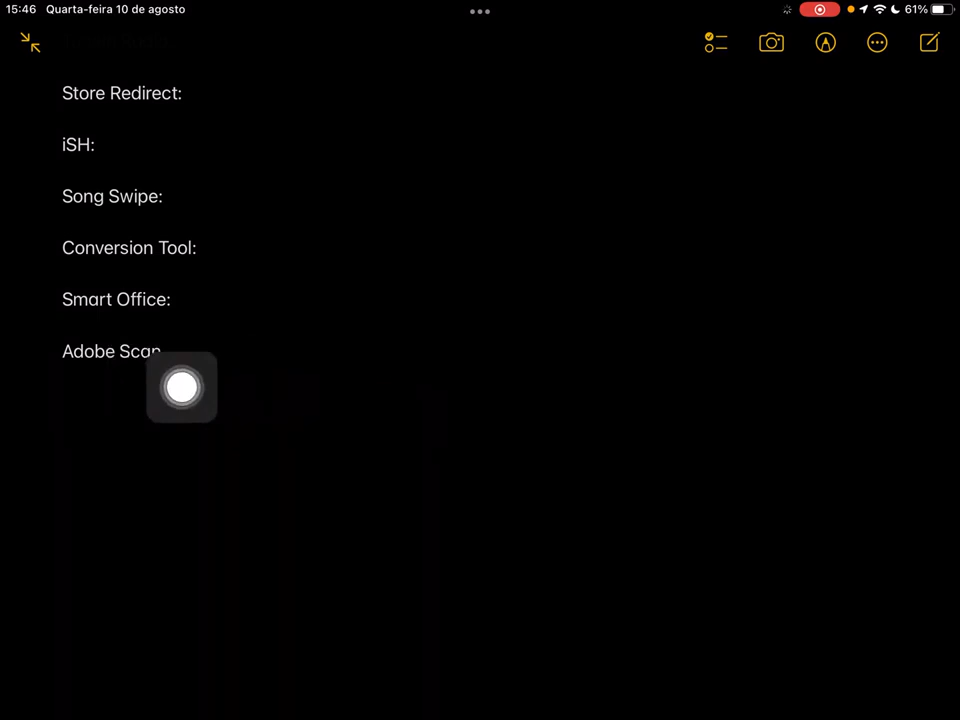 15:46 Quarta-feira 10 de agosto 61%
Store Redirect:
iSH:
Song Swipe:
Conversion Tool:
Smart Office:
Adobe Scan